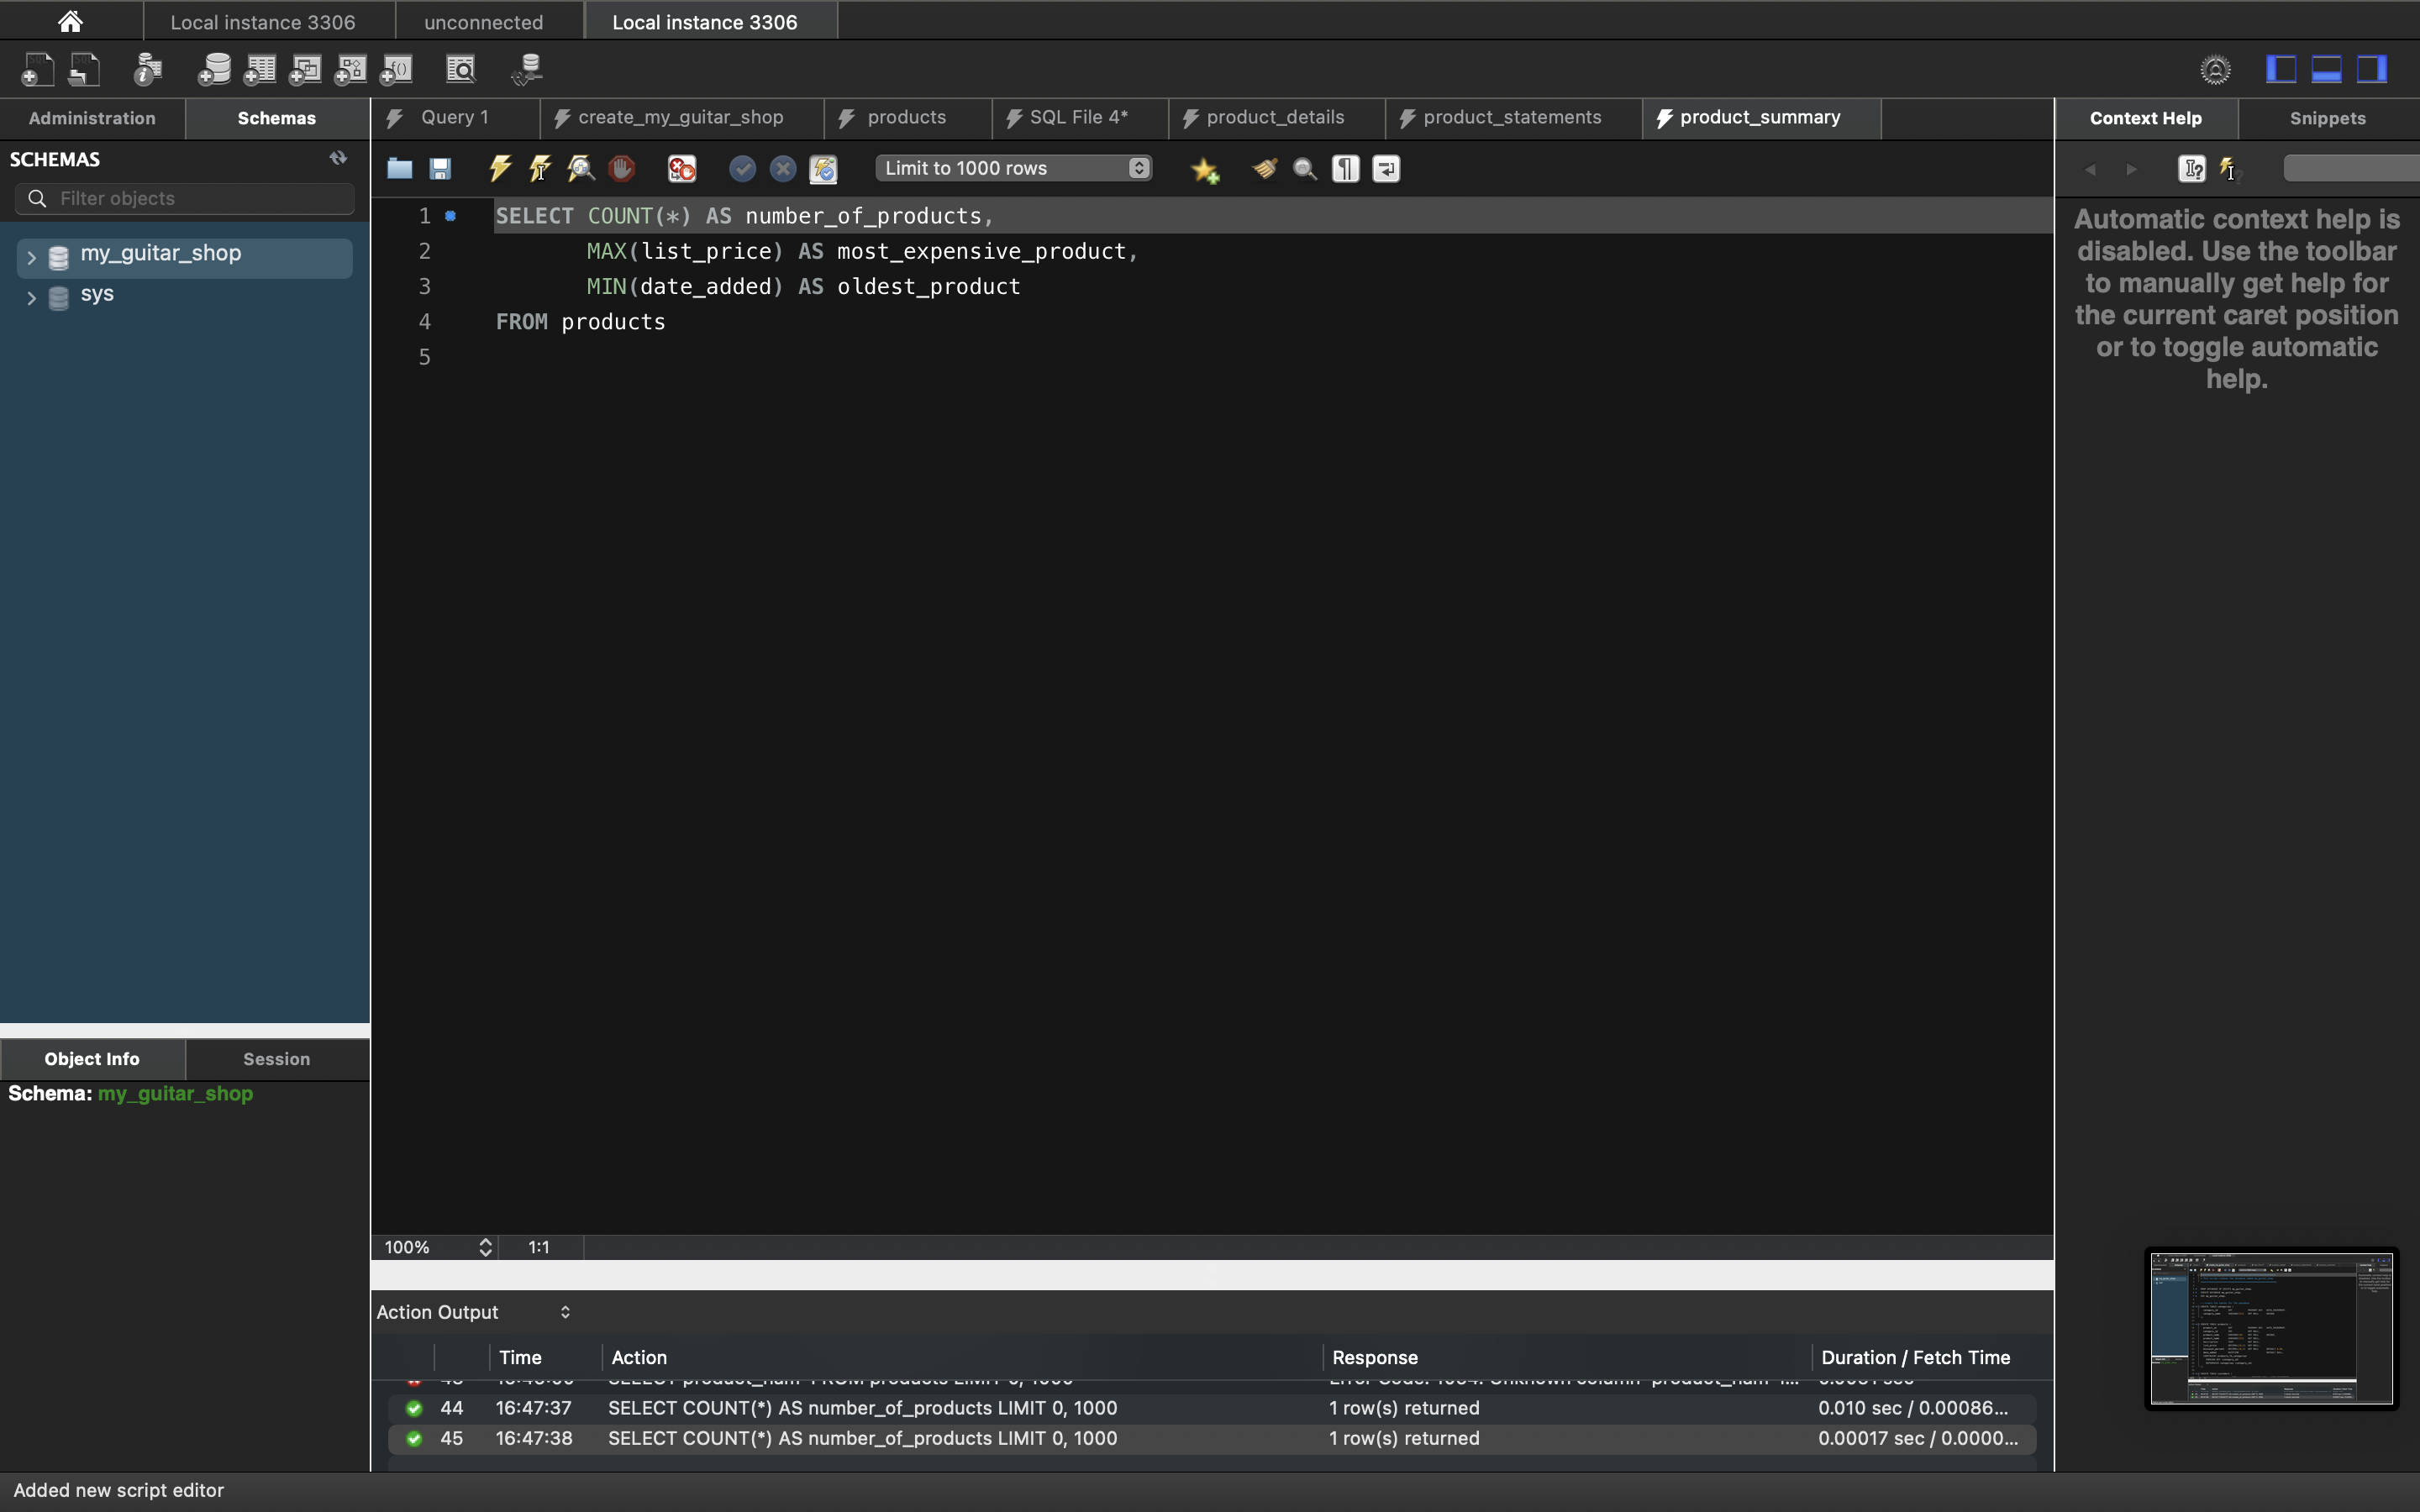 Local instance 3306
unconnected
Local instance 3306
Administration
Schemas
Query 1
create_my_guitar_shop
products
SQL File 4*
product_details
product_statements
product_summary
Context Help
Snippets
SCHEMAS
Filter objects
my_guitar_shop
sys
Limit to 1000 rows
1 SELECT COUNT(*) AS number_of_products,
2 MAX(list_price) AS most_expensive_product,
3 MIN(date_added) AS oldest_product
4 FROM products
5
Automatic context help is
disabled. Use the toolbar
to manually get help for
the current caret position
or to toggle automatic
help.
Object Info
Session
Schema: my_guitar_shop
100%
1:1
Action Output
Time Action Response Duration / Fetch Time
44 16:47:37 SELECT COUNT(*) AS number_of_products LIMIT 0, 1000 1 row(s) returned 0.010 sec / 0.00086...
45 16:47:38 SELECT COUNT(*) AS number_of_products LIMIT 0, 1000 1 row(s) returned 0.00017 sec / 0.0000...
Added new script editor